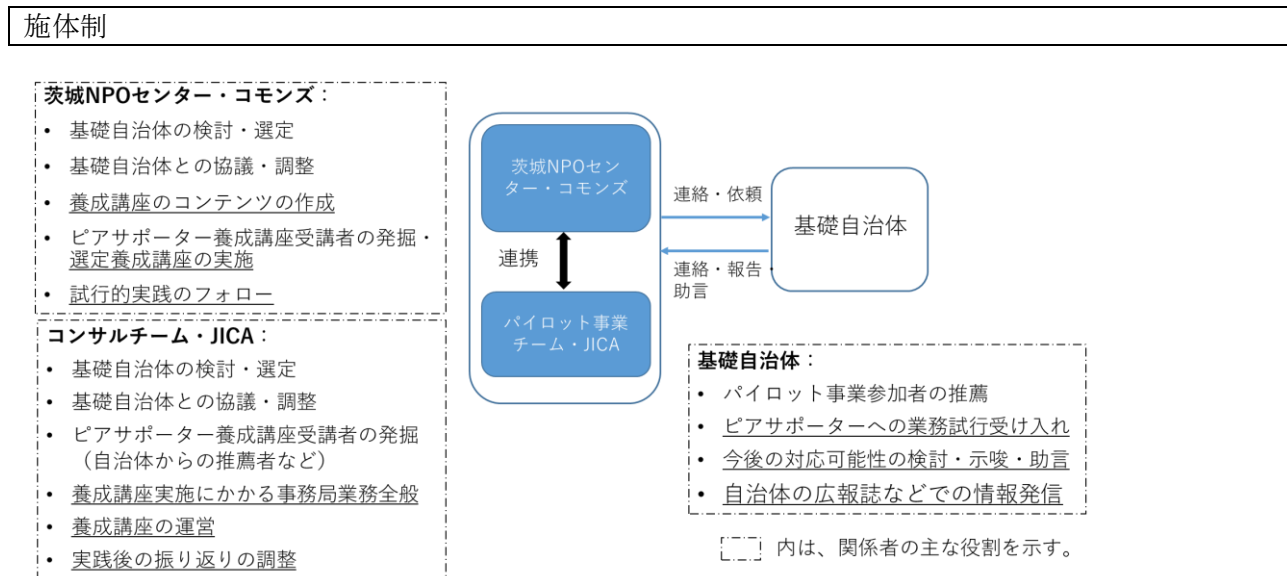 施体制
茨城NPOセンター・コモンズ：
• 基礎自治体の検討・選定
• 基礎自治体との協議・調整
• 養成講座のコンテンツの作成
• ピアサポーター養成講座受講者の発掘・
選定養成講座の実施
• 試行的実践のフォロー
コンサルチーム・JICA：
• 基礎自治体の検討・選定
• 基礎自治体との協議・調整
• ピアサポーター養成講座受講者の発掘
（自治体からの推薦者など）
• 養成講座実施にかかる事務局業務全般
• 養成講座の運営
• 実践後の振り返りの調整
茨城NPOセン
ター・コモンズ
連携
パイロット事業
チーム・JICA
連絡・依頼
連絡・報告・
助言
基礎自治体
基礎自治体：
• パイロット事業参加者の推薦
• ピアサポーターへの業務試行受け入れ
• 今後の対応可能性の検討・示唆・助言
• 自治体の広報誌などでの情報発信
内は、関係者の主な役割を示す。